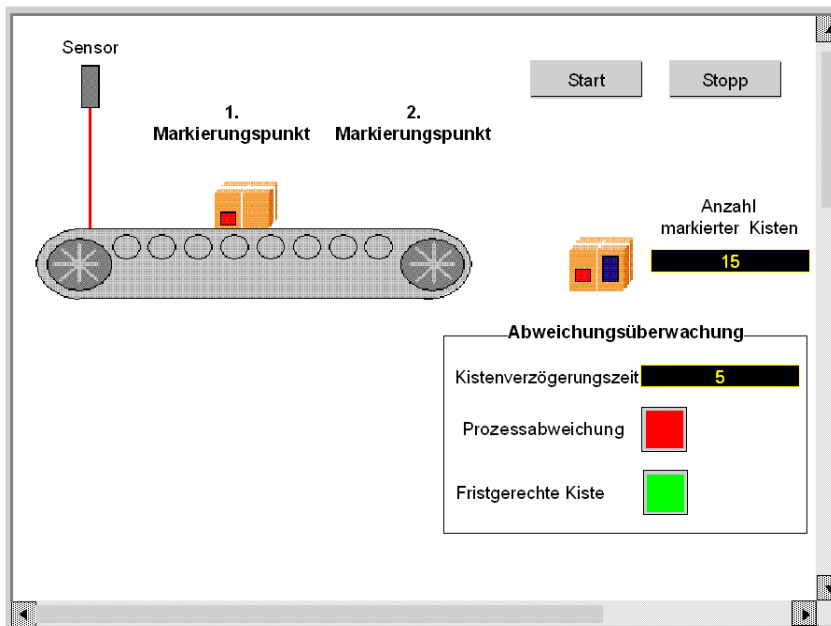 Sensor
Start
Stopp
1.
Markierungspunkt
2.
Markierungspunkt
Anzahl
markierter Kisten
15
Abweichungsüberwachung
Kistenverzögerungszeit
5
Prozessabweichung
Fristgerechte Kiste